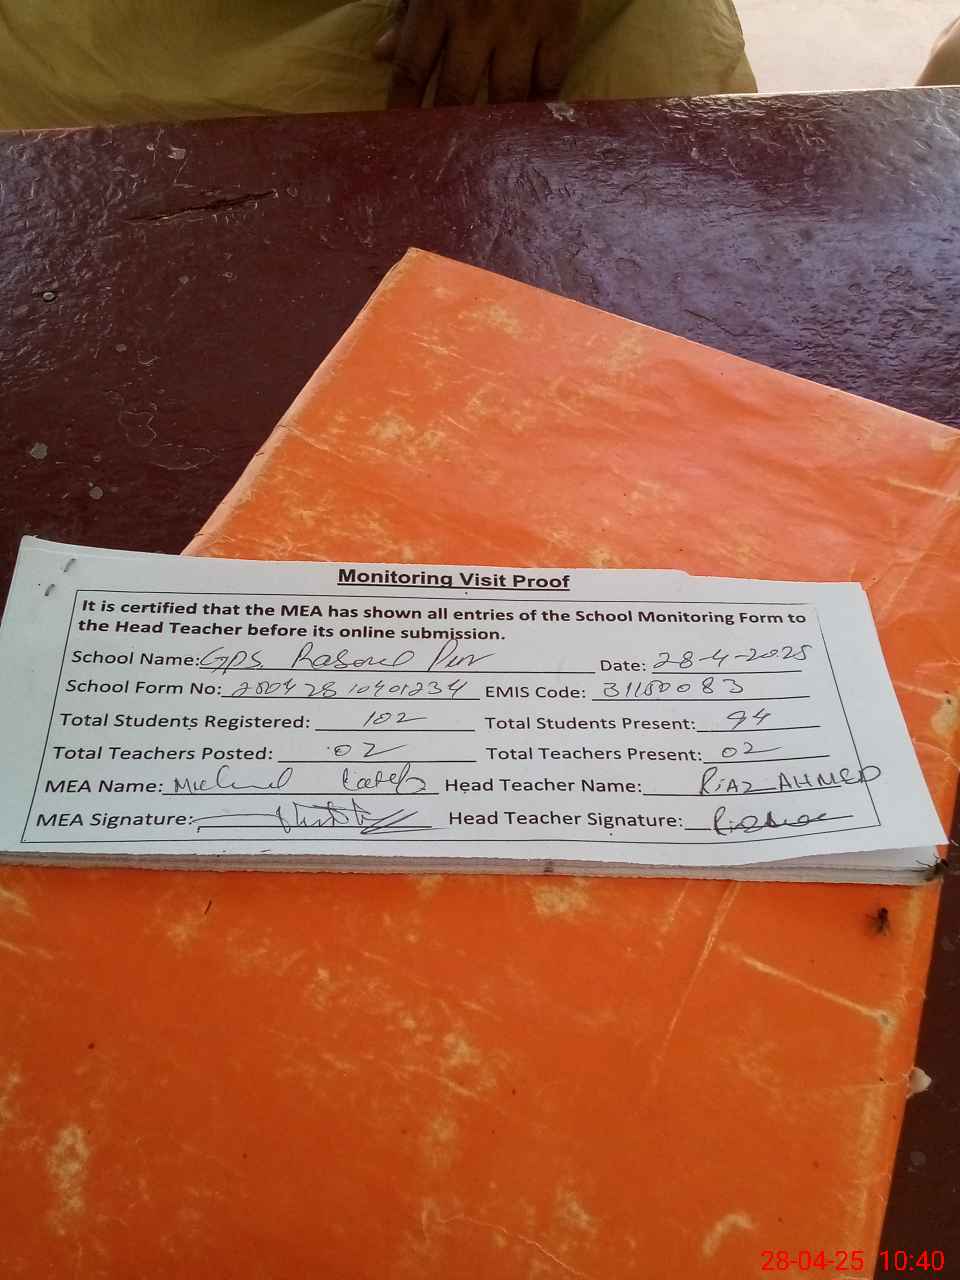 Monitoring Visit Proof
It is certified that the MEA has shown all entries of the School Monitoring Form to
the Head Teacher before its online submission.
School Name: GPS Rasool Pur Date: 28-4-2025
School Form No: 28042810401234 EMIS Code: 31180083
Total Students Registered: 102 Total Students Present: 94
Total Teachers Posted: 02 Total Teachers Present: 02
MEA Name: Head Teacher Name: RIAZ AHMED
MEA Signature: Head Teacher Signature:
28-04-25 10:40